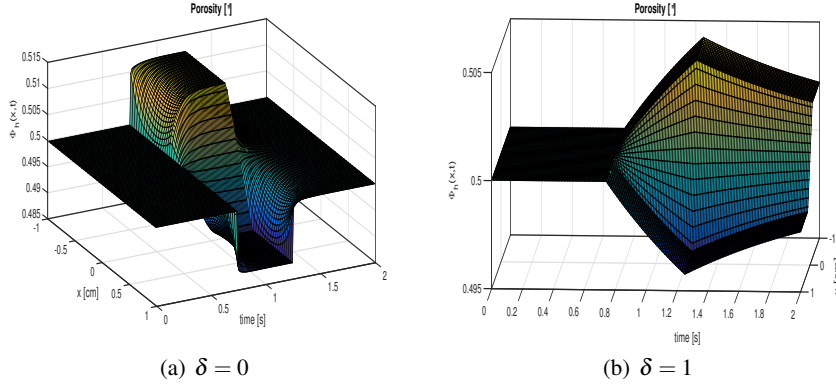 Porosity [*]
0.515
0.51
0.505
0.5
0.495
0.49
0.485
Φh(x,t)
-1
-0.5
0
0.5
1
x [cm]
0
0.5
1
1.5
2
time [s]
(a) δ = 0
Porosity [*]
0.505
0.5
0.495
Φh(x,t)
0 0.2 0.4 0.6 0.8 1 1.2 1.4 1.6 1.8 2
time [s]
-1
0
1
(b) δ = 1